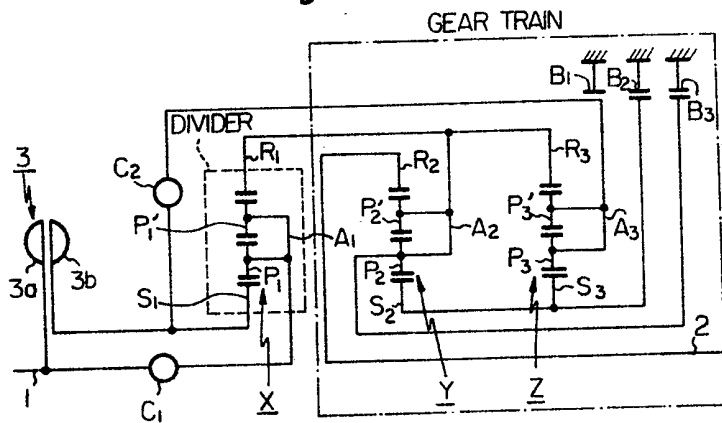 GEAR TRAIN
B1
B2
B3
DIVIDER
C2
R1
R2
R3
3
P1'
A1
P2'
A2
P3'
A3
3a
3b
P1
P2
P3
S1
S2
S3
2
1
C1
X
Y
Z